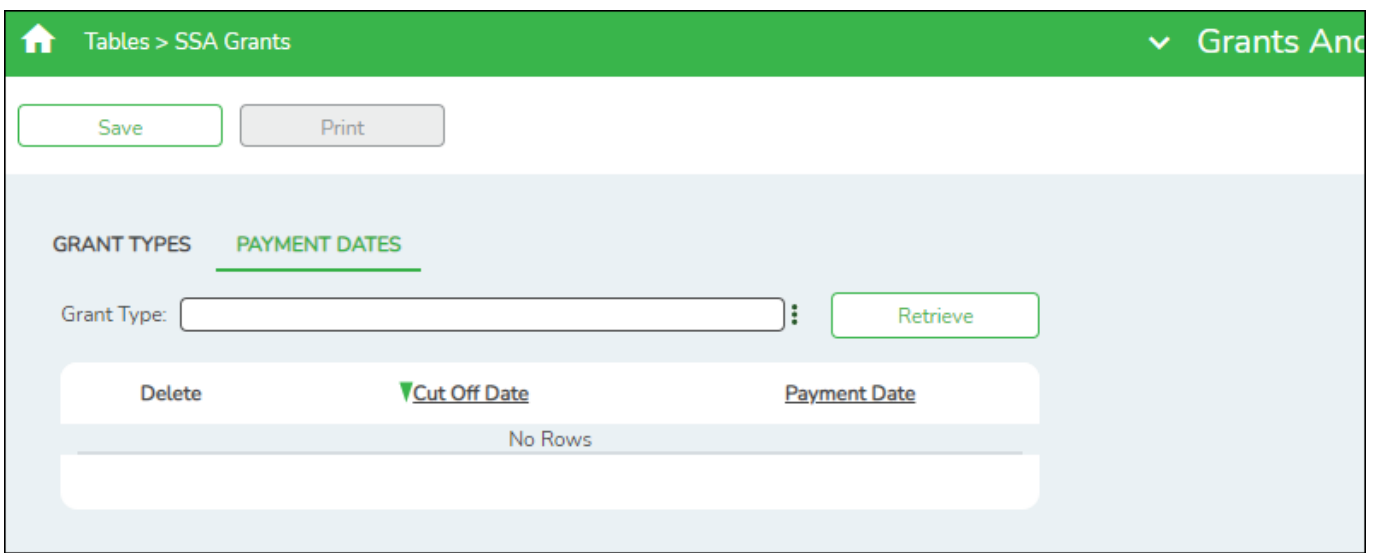 Tables > SSA Grants
Grants And
Save Print
GRANT TYPES PAYMENT DATES
Grant Type: Retrieve
Delete Cut Off Date Payment Date
No Rows